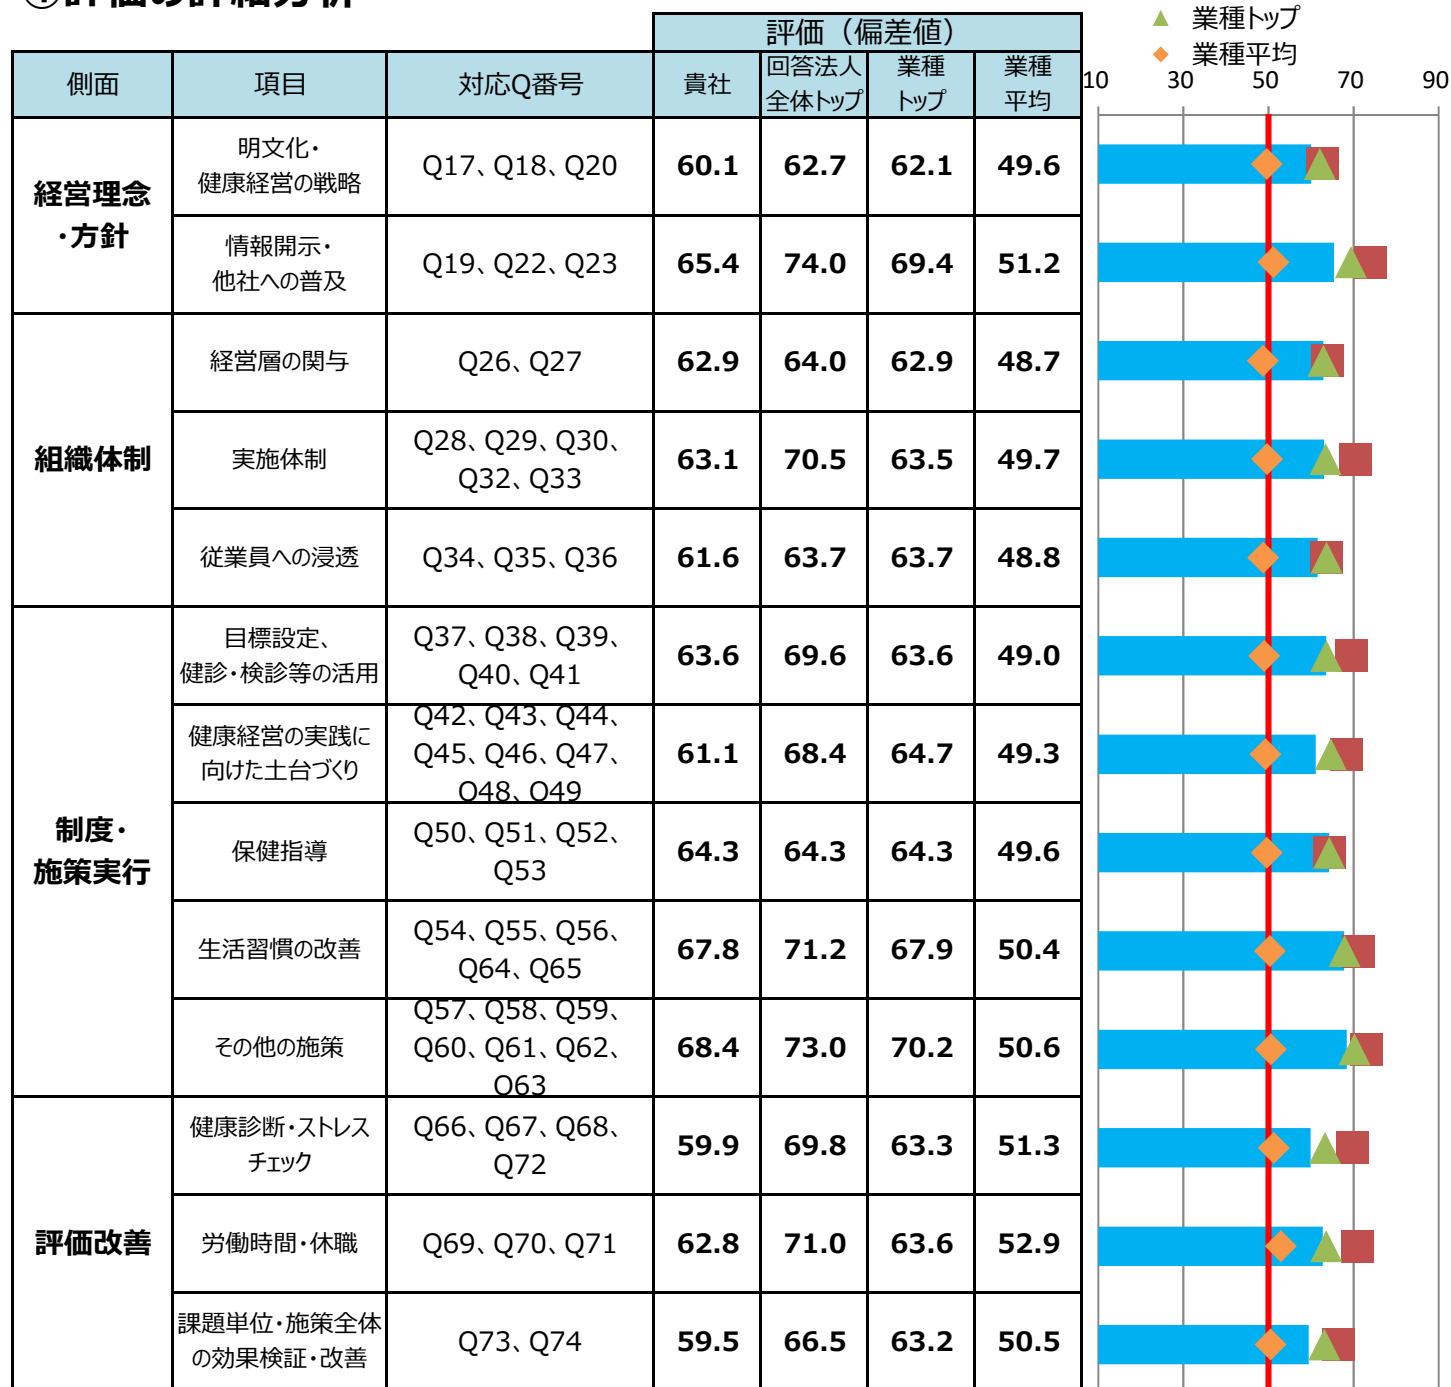 ①評価の詳細分析
▲ 業種トップ
◆ 業種平均
評価（偏差値）
側面 項目 対応Q番号 貴社 回答法人 業種 業種
全体トップ トップ 平均
10 30 50 70 90
経営理念
・方針
明文化・
健康経営の戦略
Q17、Q18、Q20 60.1 62.7 62.1 49.6
情報開示・
他社への普及
Q19、Q22、Q23 65.4 74.0 69.4 51.2
組織体制
経営層の関与 Q26、Q27 62.9 64.0 62.9 48.7
実施体制
Q28、Q29、Q30、
Q32、Q33
63.1 70.5 63.5 49.7
従業員への浸透 Q34、Q35、Q36 61.6 63.7 63.7 48.8
制度・
施策実行
目標設定、
健診・検診等の活用
Q37、Q38、Q39、
Q40、Q41
63.6 69.6 63.6 49.0
健康経営の実践に
向けた土台づくり
Q42、Q43、Q44、
Q45、Q46、Q47、
Q48、Q49
61.1 68.4 64.7 49.3
保健指導
Q50、Q51、Q52、
Q53
64.3 64.3 64.3 49.6
生活習慣の改善
Q54、Q55、Q56、
Q64、Q65
67.8 71.2 67.9 50.4
その他の施策
Q57、Q58、Q59、
Q60、Q61、Q62、
Q63
68.4 73.0 70.2 50.6
評価改善
健康診断・ストレス
チェック
Q66、Q67、Q68、
Q72
59.9 69.8 63.3 51.3
労働時間・休職 Q69、Q70、Q71 62.8 71.0 63.6 52.9
課題単位・施策全体
の効果検証・改善
Q73、Q74 59.5 66.5 63.2 50.5